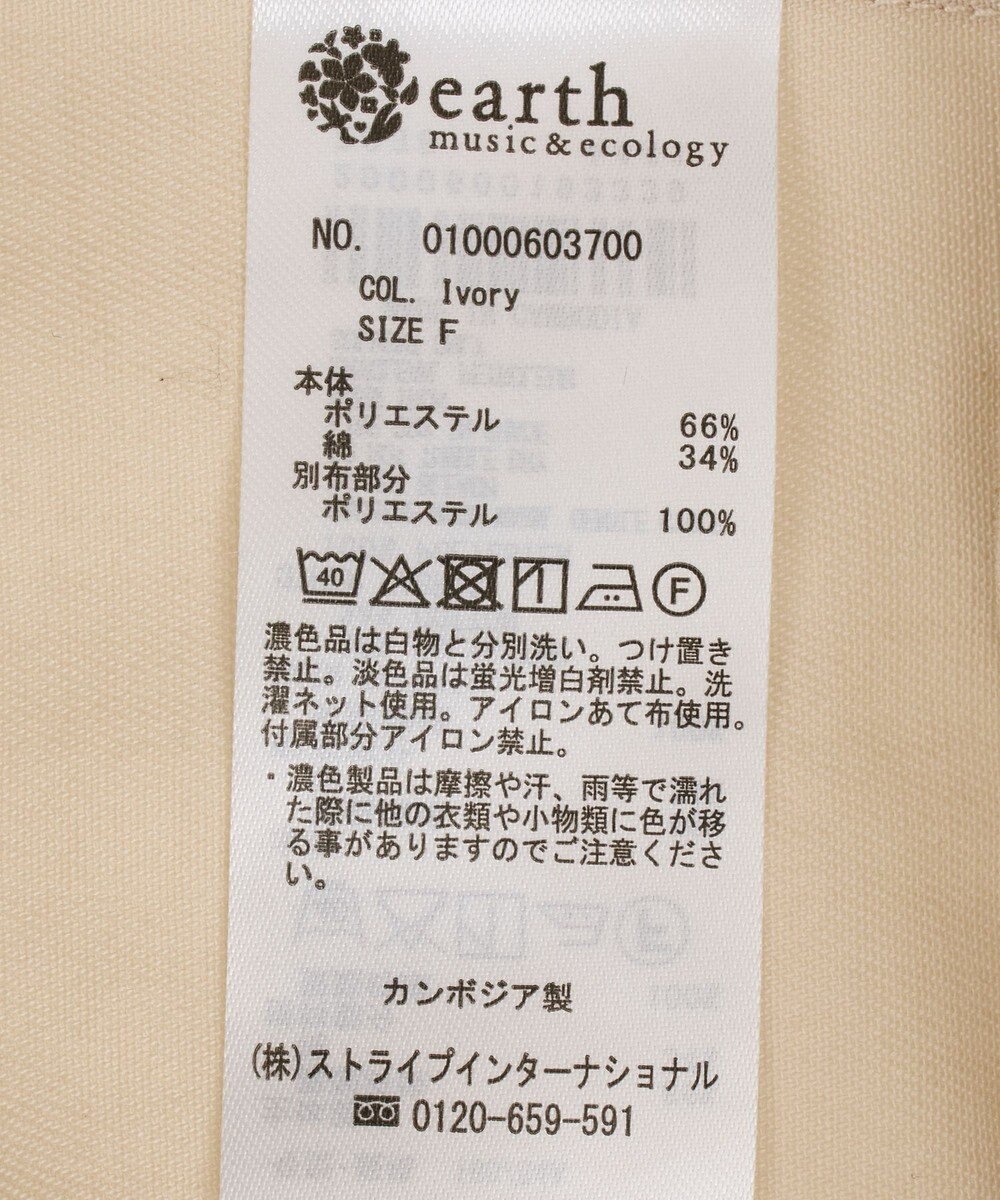 earth
music & ecology
NO. 01000603700
COL. Ivory
SIZE F
本体
ポリエステル 66%
綿 34%
別布部分
ポリエステル 100%
40 F
濃色品は白物と分別洗い。つけ置き
禁止。淡色品は蛍光増白剤禁止。洗
濯ネット使用。アイロンあて布使用。
付属部分アイロン禁止。
・濃色製品は摩擦や汗、雨等で濡れ
た際に他の衣類や小物類に色が移
る事がありますのでご注意くださ
い。
カンボジア製
(株)ストライプインターナショナル
0120-659-591